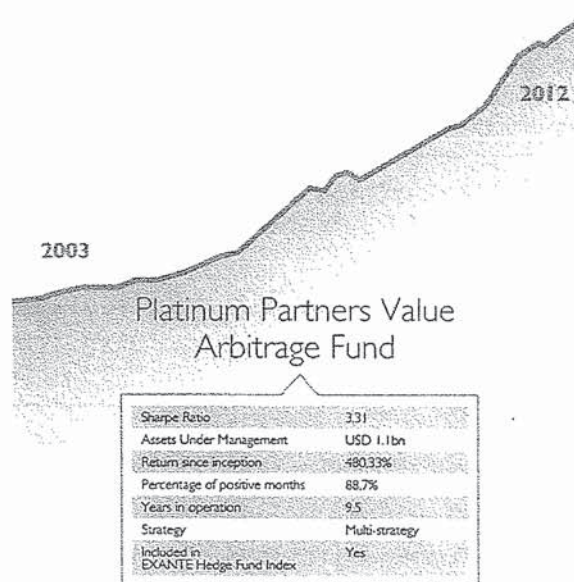 2012
2003
Platinum Partners Value
Arbitrage Fund
Sharpe Ratio 3,31
Assets Under Management USD 1.1bn
Return since inception 480,33%
Percentage of positive months 88,7%
Years in operation 9,5
Strategy Multi-strategy
Included in Yes
EXANTE Hedge Fund Index